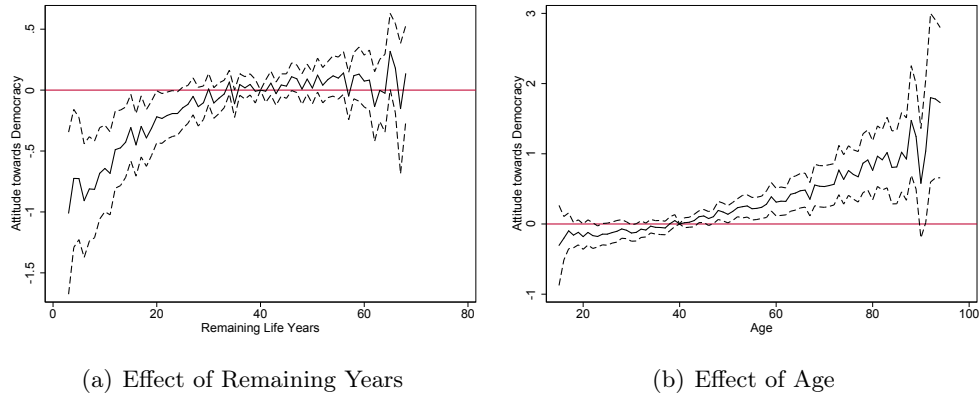 .5
0
-.5
-1
-1.5
Attitude towards Democracy
0 20 40 60 80
Remaining Life Years
3
2
1
0
-1
Attitude towards Democracy
20 40 60 80 100
Age
(a) Effect of Remaining Years
(b) Effect of Age